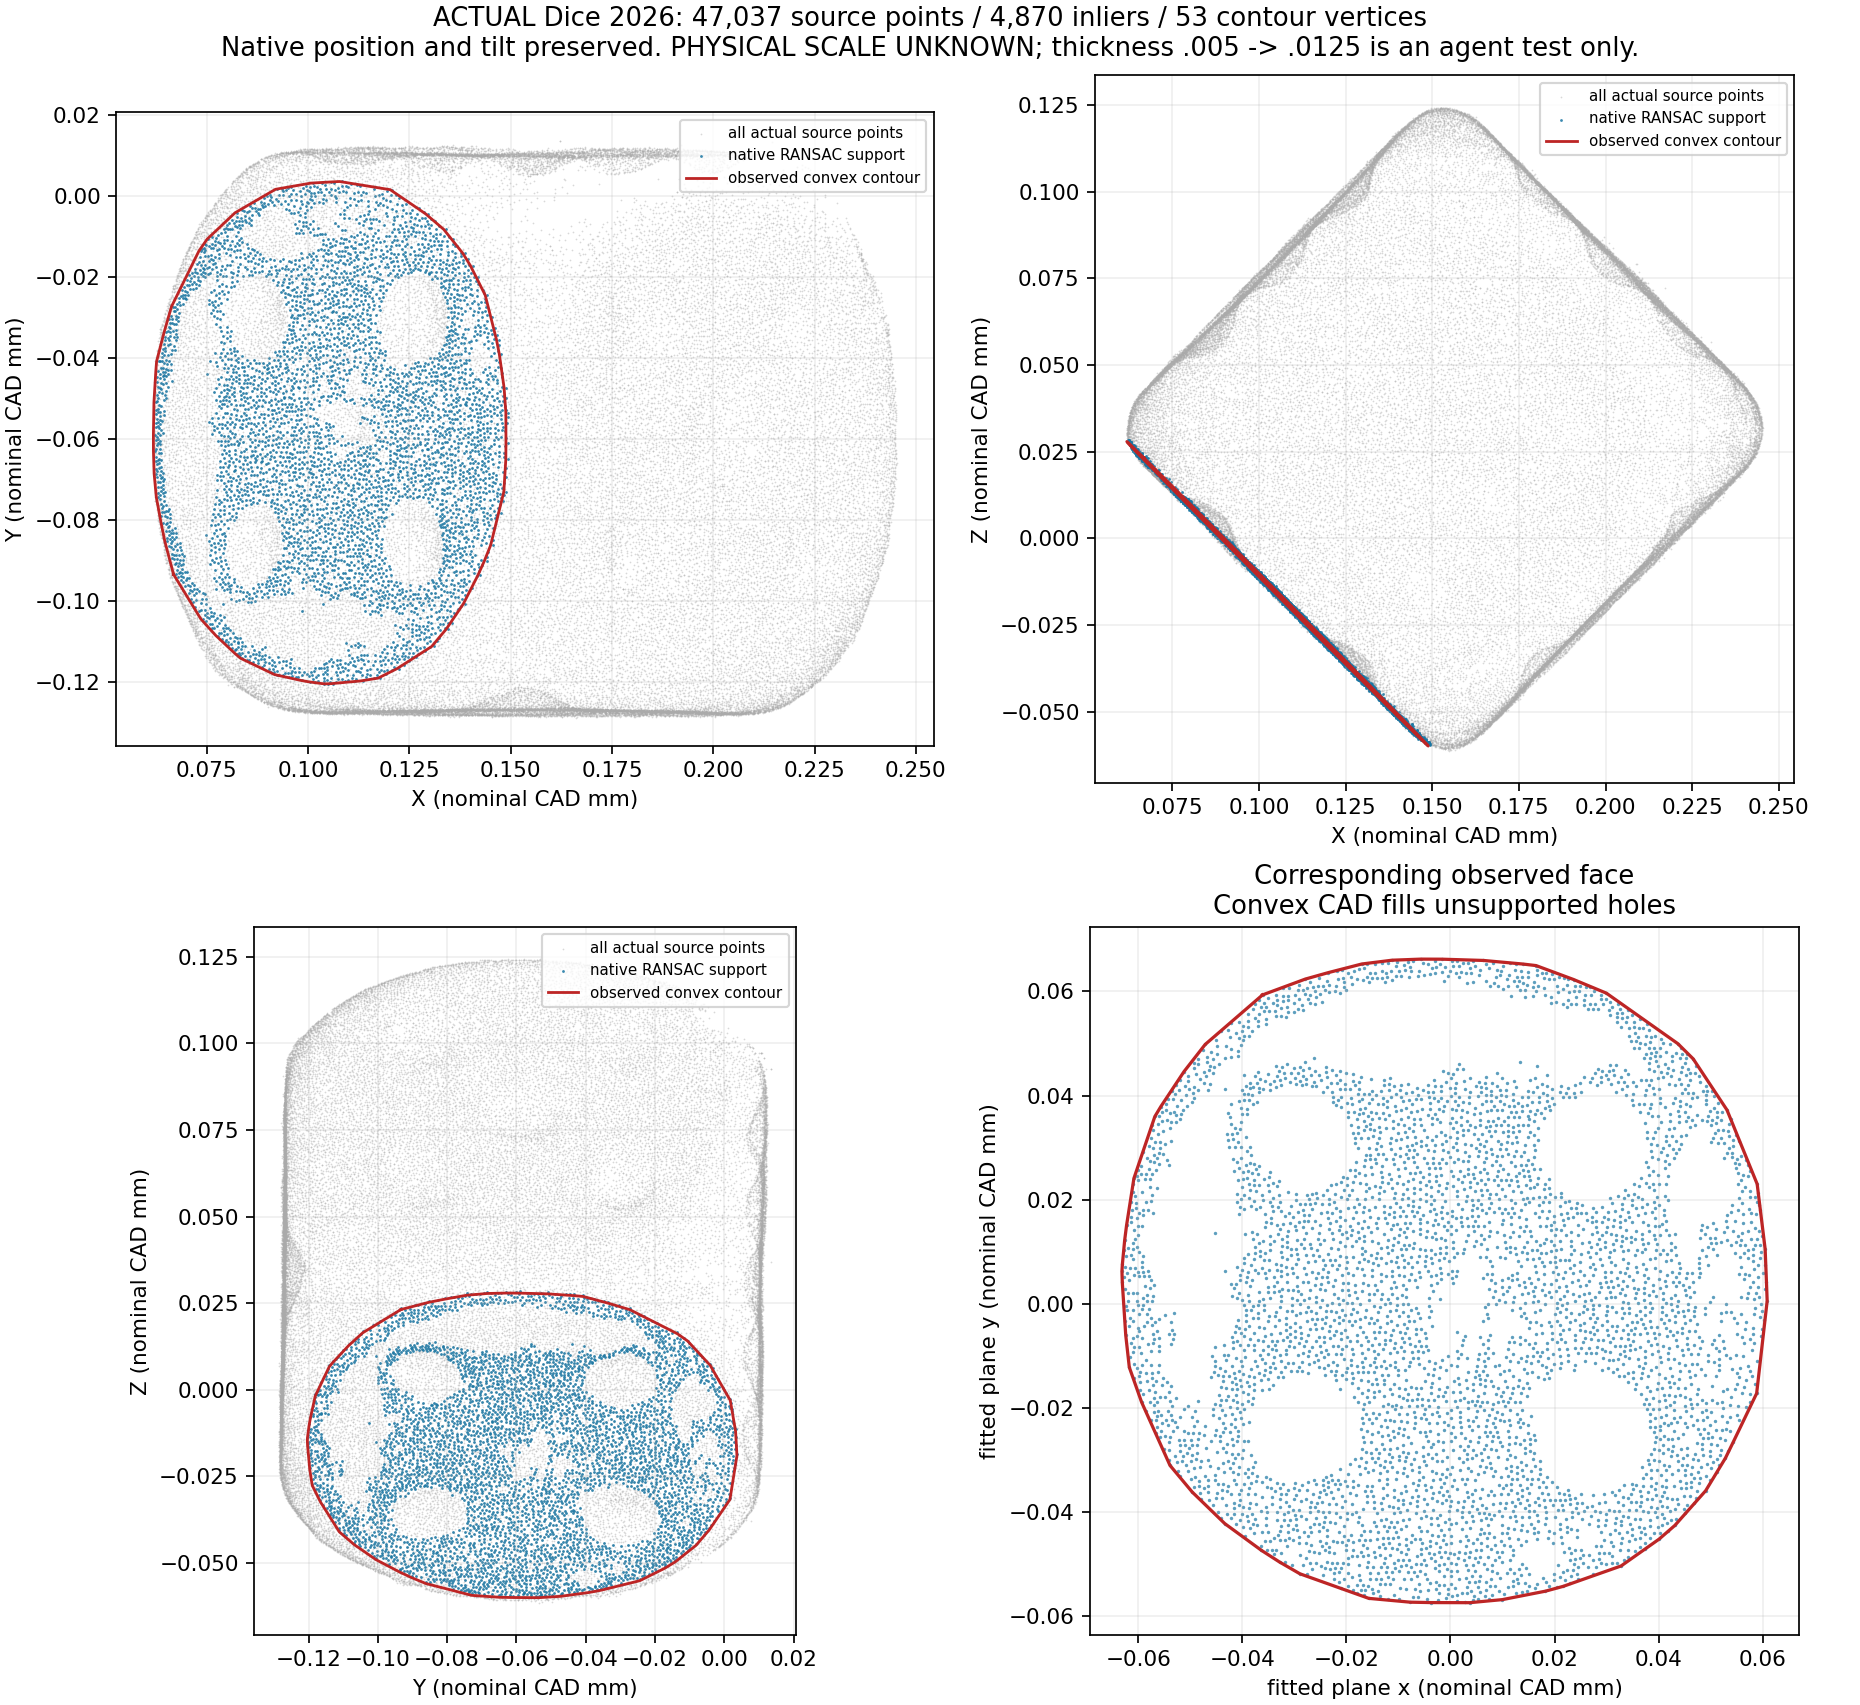 ACTUAL Dice 2026: 47,037 source points / 4,870 inliers / 53 contour vertices
Native position and tilt preserved. PHYSICAL SCALE UNKNOWN; thickness .005 -> .0125 is an agent test only.
all actual source points
native RANSAC support
observed convex contour
0.02
0.00
−0.02
−0.04
−0.06
−0.08
−0.10
−0.12
Y (nominal CAD mm)
0.075 0.100 0.125 0.150 0.175 0.200 0.225 0.250
X (nominal CAD mm)
all actual source points
native RANSAC support
observed convex contour
0.125
0.100
0.075
0.050
0.025
0.000
−0.025
−0.050
Z (nominal CAD mm)
0.075 0.100 0.125 0.150 0.175 0.200 0.225 0.250
X (nominal CAD mm)
all actual source points
native RANSAC support
observed convex contour
0.125
0.100
0.075
0.050
0.025
0.000
−0.025
−0.050
Z (nominal CAD mm)
−0.12 −0.10 −0.08 −0.06 −0.04 −0.02 0.00 0.02
Y (nominal CAD mm)
Corresponding observed face
Convex CAD fills unsupported holes
0.06
0.04
0.02
0.00
−0.02
−0.04
−0.06
fitted plane y (nominal CAD mm)
−0.06 −0.04 −0.02 0.00 0.02 0.04 0.06
fitted plane x (nominal CAD mm)